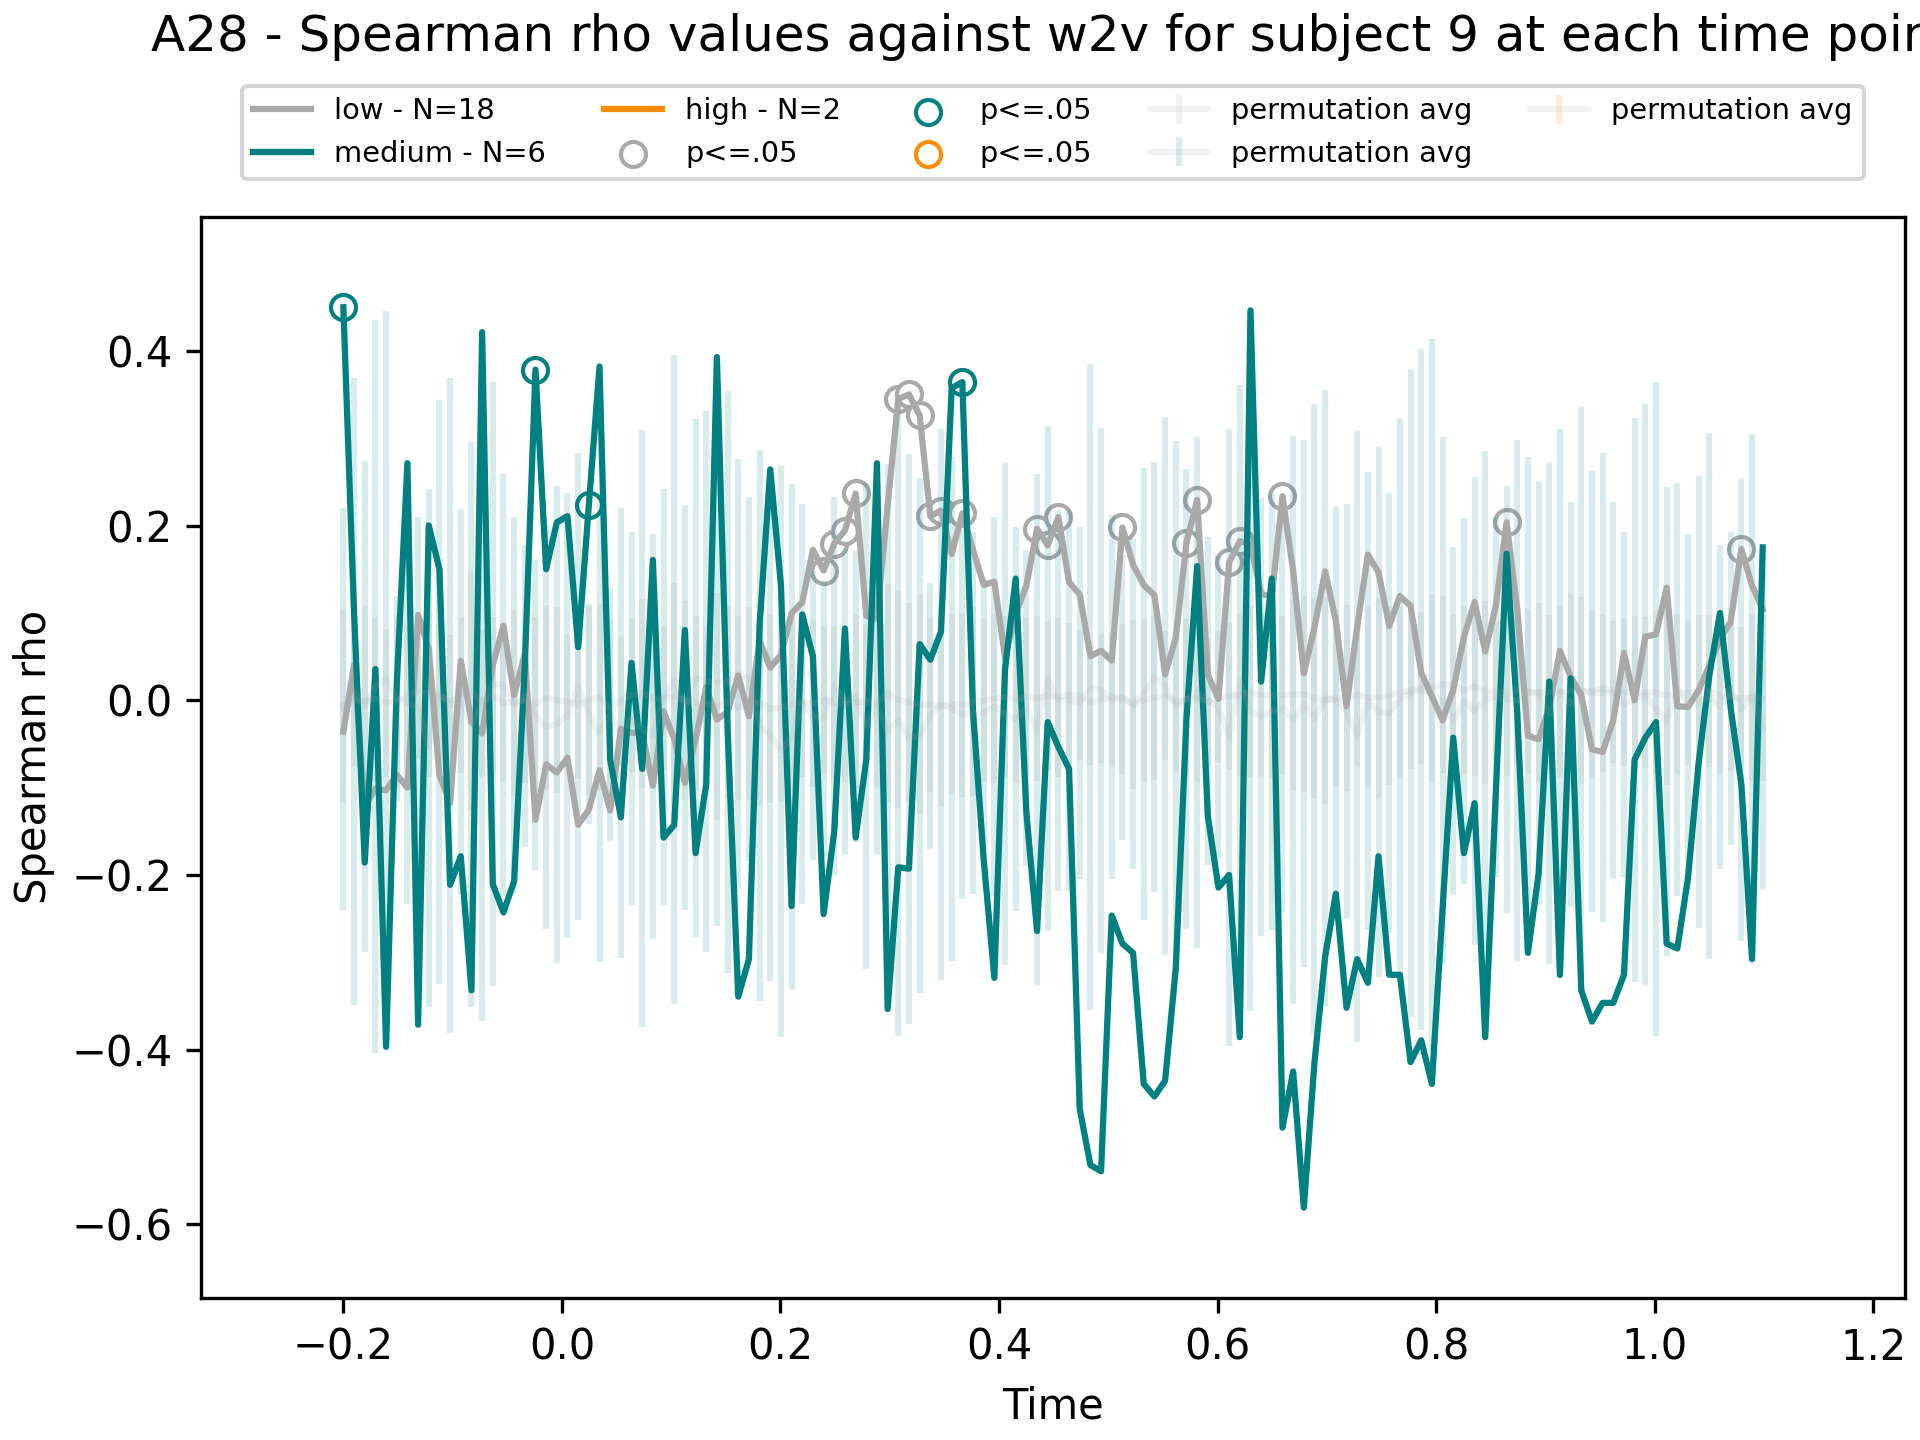 A28 - Spearman rho values against w2v for subject 9 at each time poin
low - N=18
medium - N=6
high - N=2
p<=.05
p<=.05
p<=.05
permutation avg
permutation avg
permutation avg
Spearman rho
0.4
0.2
0.0
−0.2
−0.4
−0.6
−0.2 0.0 0.2 0.4 0.6 0.8 1.0 1.2
Time